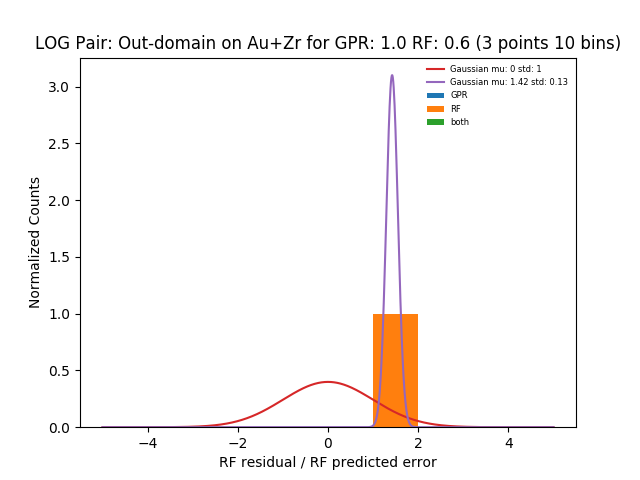 LOG Pair: Out-domain on Au+Zr for GPR: 1.0 RF: 0.6 (3 points 10 bins)
Gaussian mu: 0 std: 1
Gaussian mu: 1.42 std: 0.13
GPR
RF
both
Normalized Counts
3.0
2.5
2.0
1.5
1.0
0.5
0.0
−4
−2
0
2
4
RF residual / RF predicted error